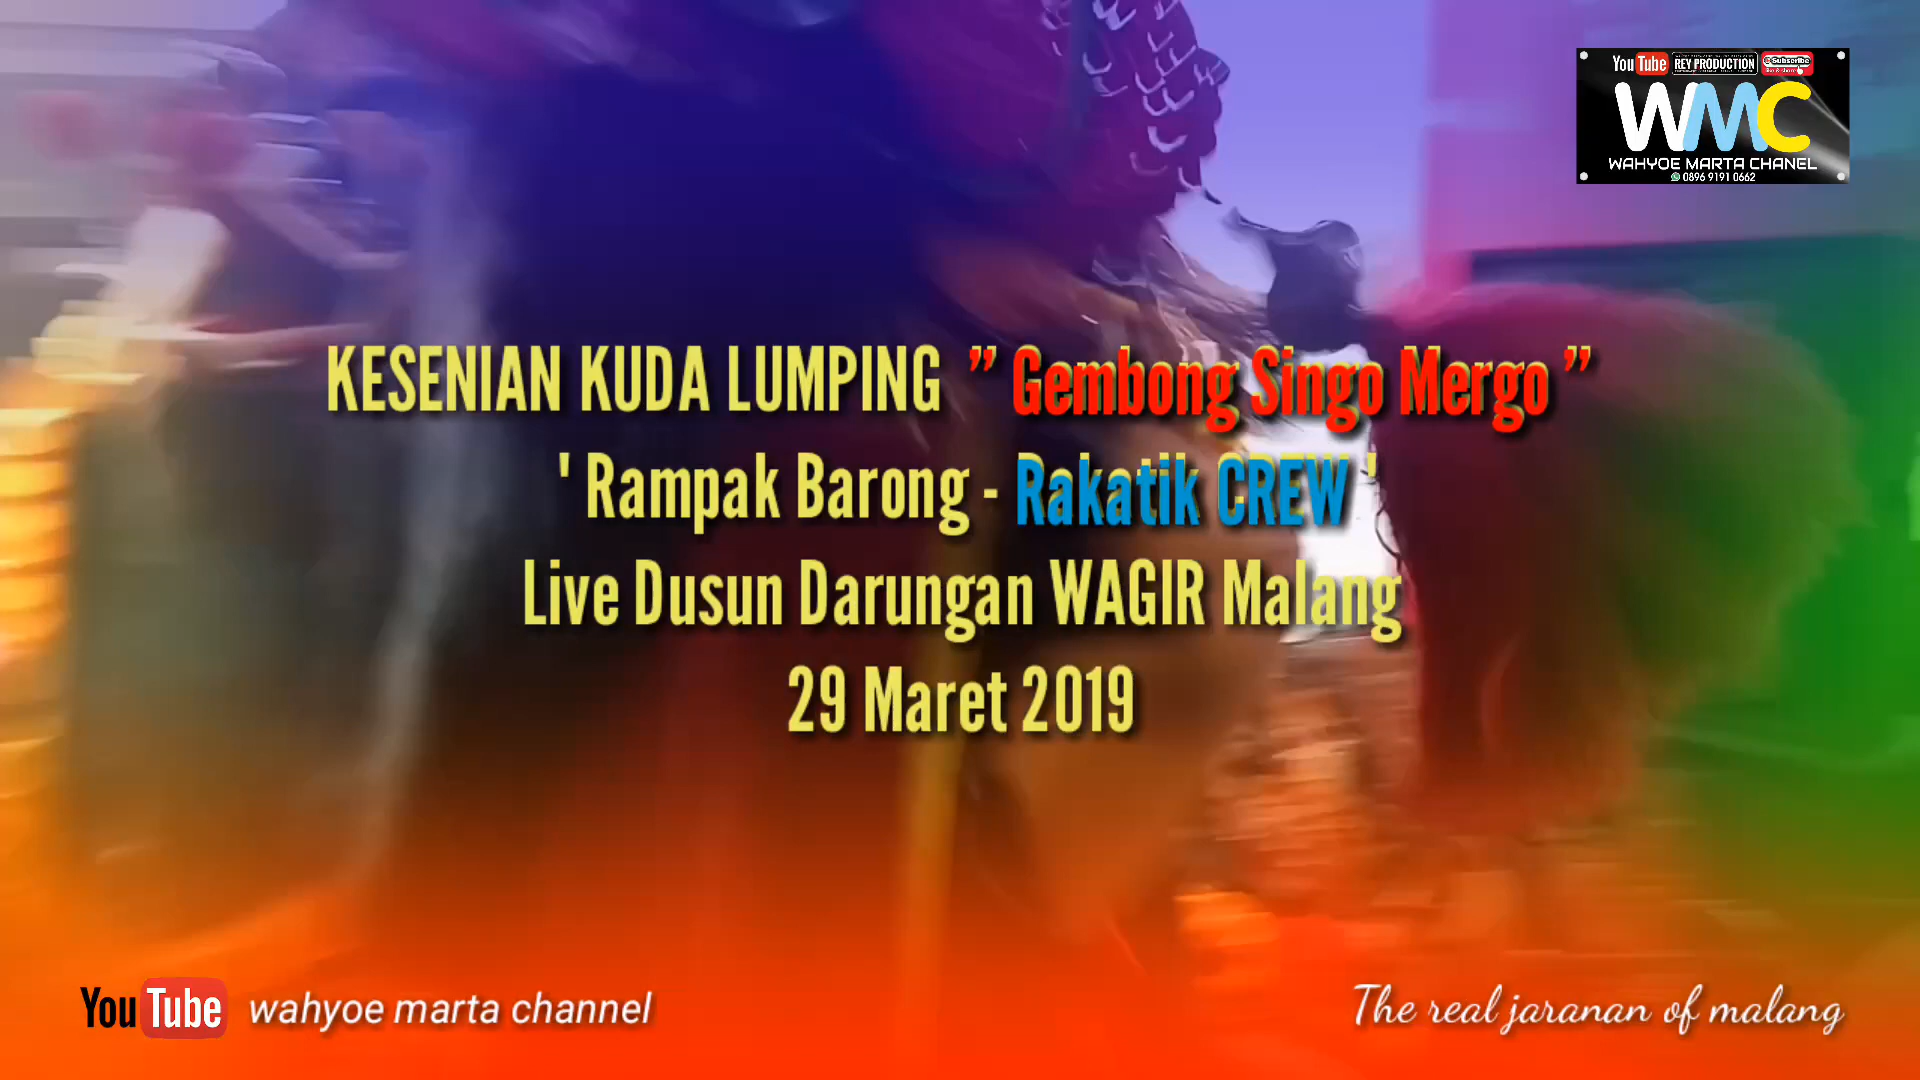 You Tube REY PRODUCTION Subscribe
WMC
WAHYOE MARTA CHANEL
0896 9191 0662
KESENIAN KUDA LUMPING " Gembong Singo Mergo "
' Rampak Barong - Rakatik CREW '
Live Dusun Darungan WAGIR Malang
29 Maret 2019
You Tube wahyoe marta channel
The real jaranan of malang